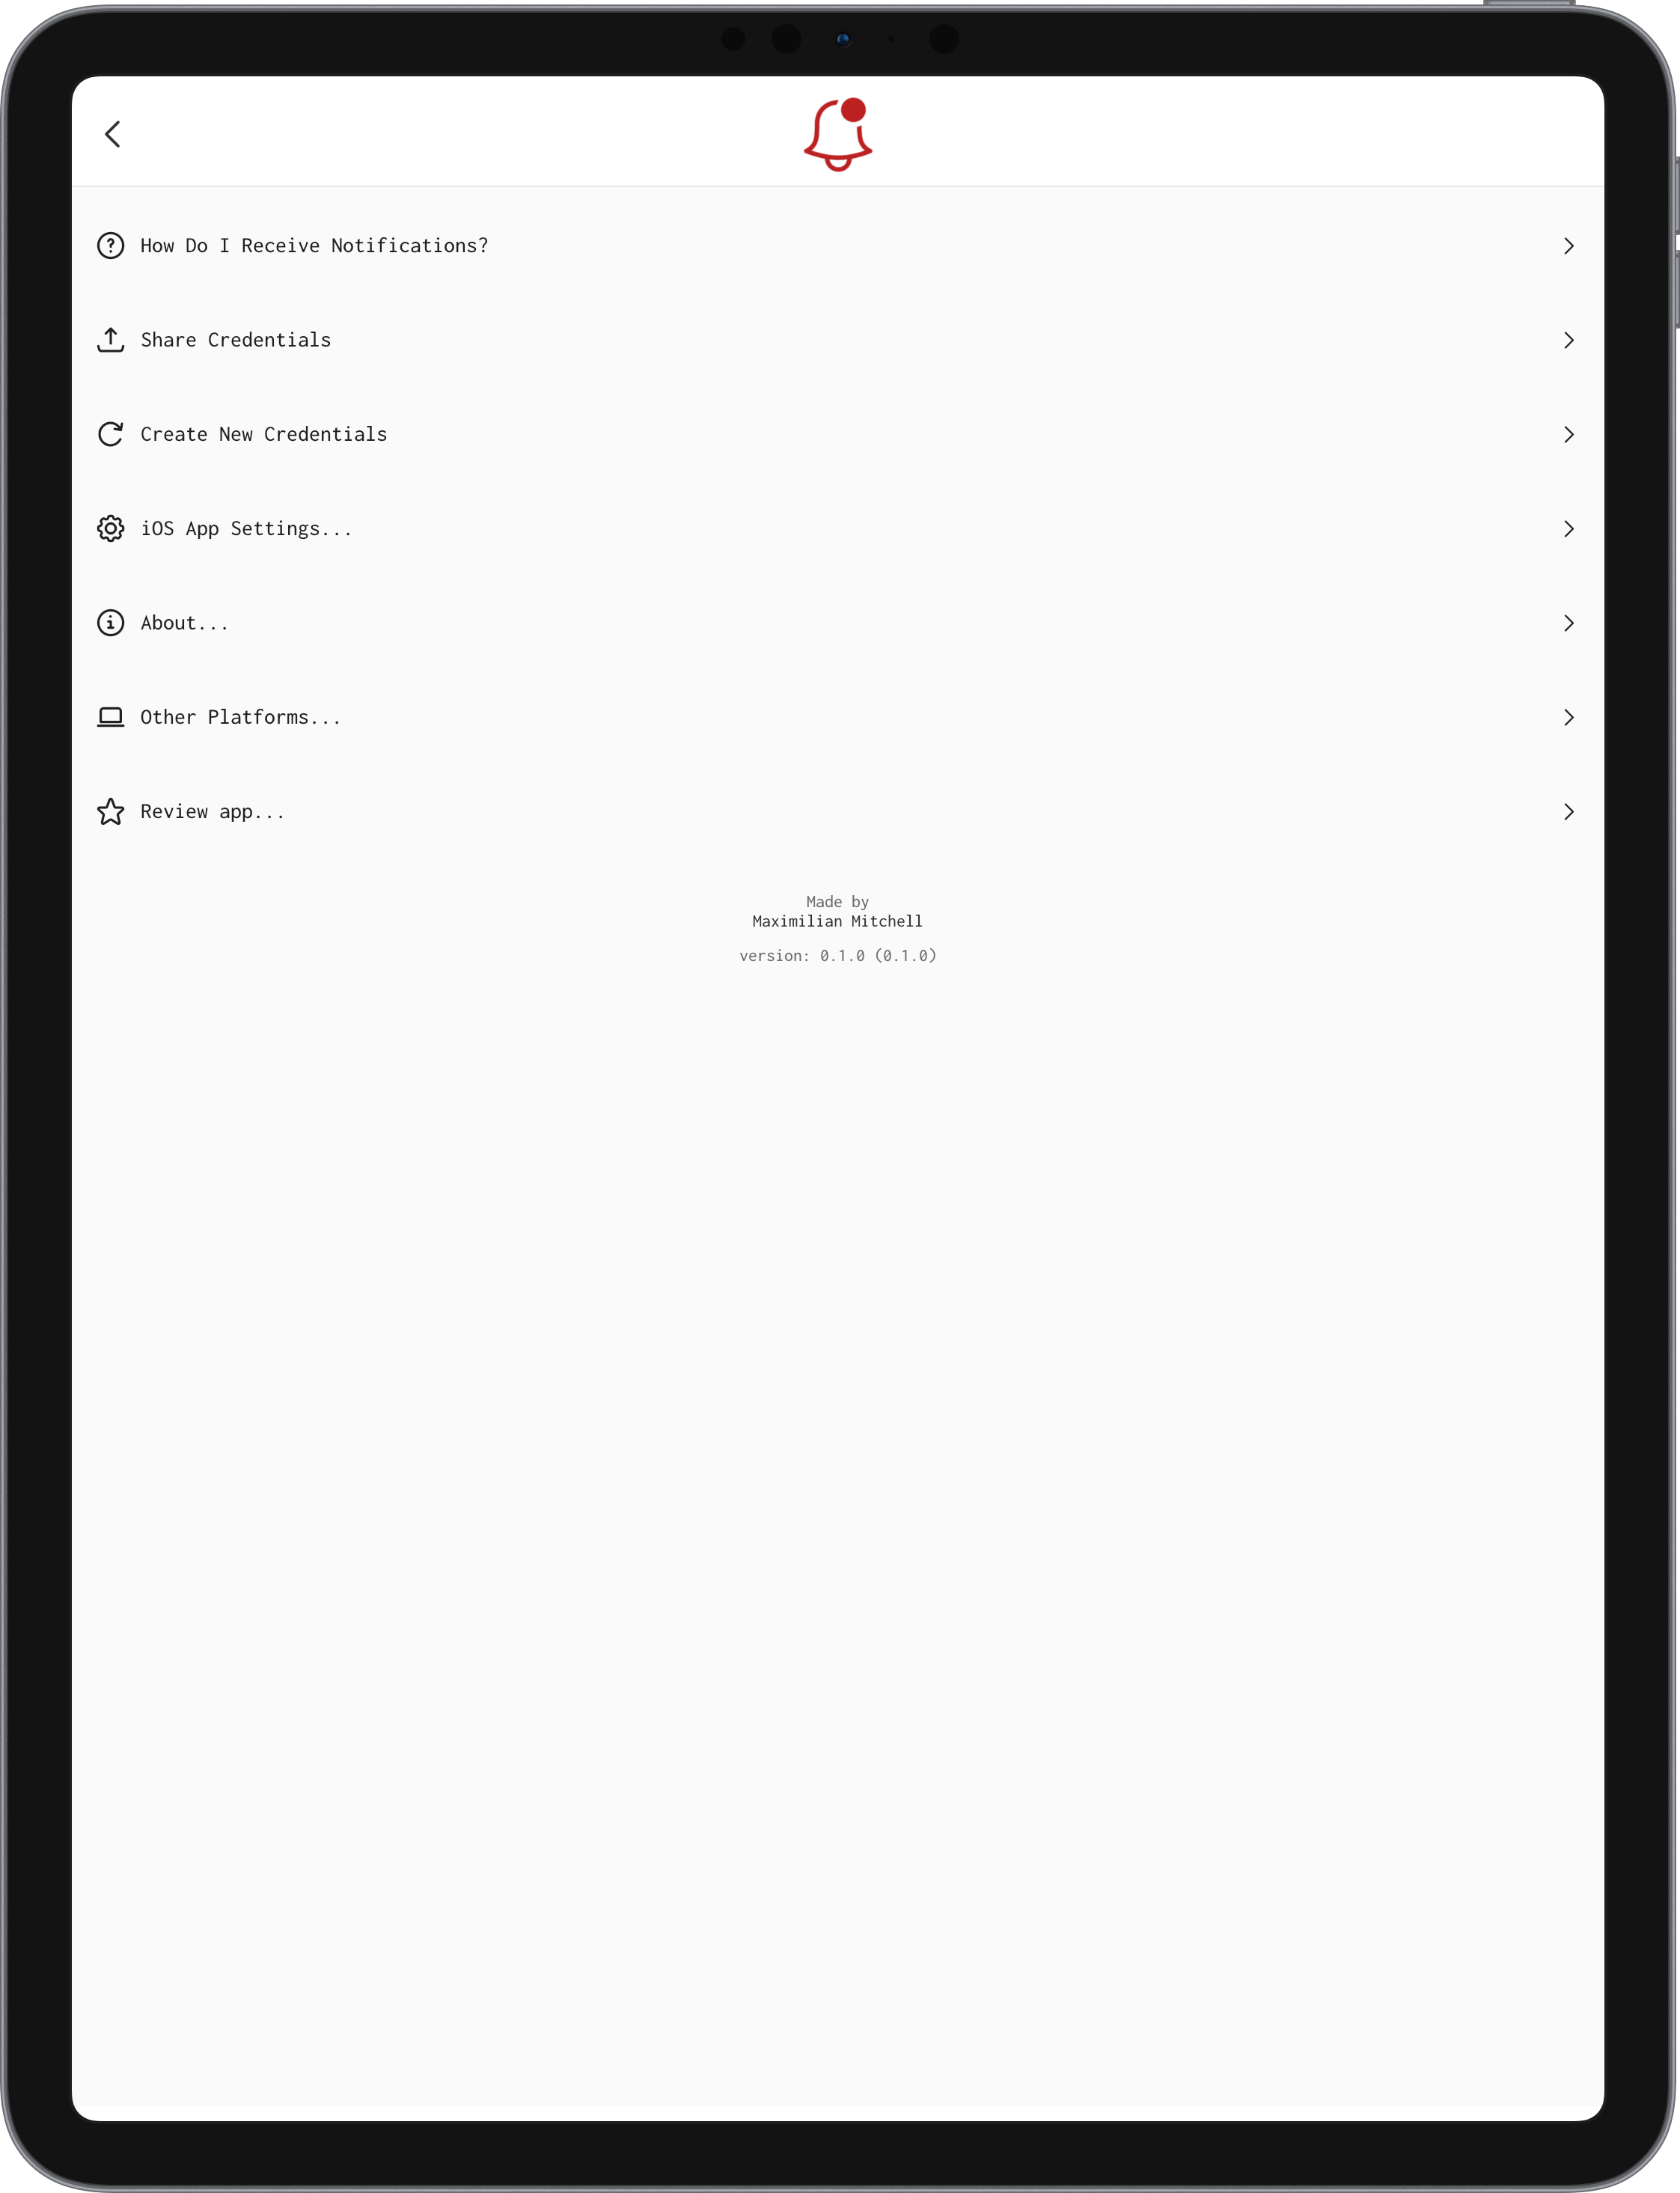 How Do I Receive Notifications?
Share Credentials
Create New Credentials
iOS App Settings...
About...
Other Platforms...
Review app...
Made by
Maximilian Mitchell
version: 0.1.0 (0.1.0)